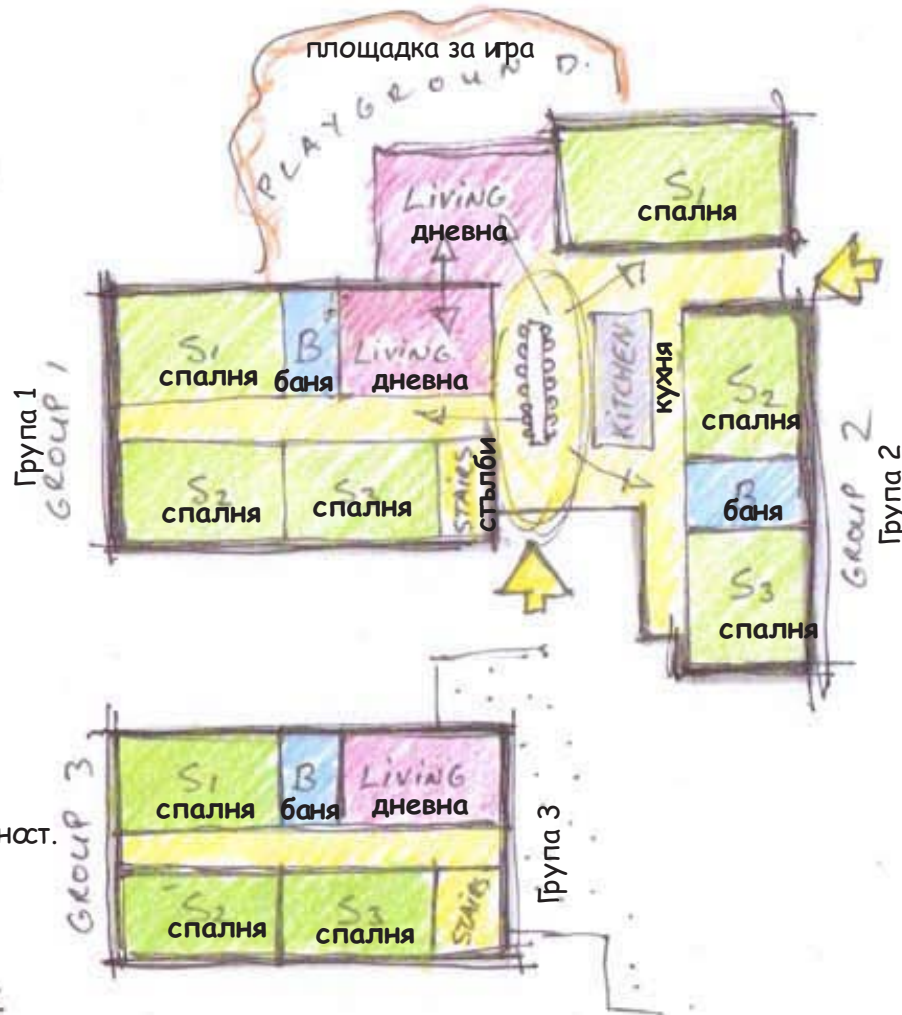 площадка за игра
PLAYGROUND.
S1
спалня
LIVING
дневна
S1
спалня
B
баня
LIVING
дневна
KITCHEN
кухня
S2
спалня
Група 1
GROUP 1
S2
спалня
S3
спалня
STAIRS
стълби
B
баня
GROUP 2
Група 2
S3
спалня
GROUP 3
S1
спалня
B
баня
LIVING
дневна
Група 3
ност.
S2
спалня
S3
спалня
STAIRS